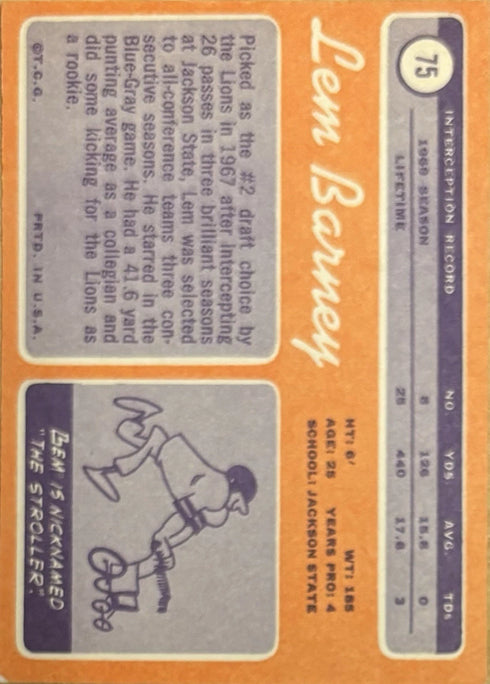 75
INTERCEPTION RECORD NO. YDS. AVG. TDs
1969 SEASON 8 126 15.8 0
LIFETIME 25 440 17.6 3
Lem Barney
HT: 6' WT: 185
AGE: 25 YEARS PRO: 4
SCHOOL: JACKSON STATE
Picked as the #2 draft choice by
the Lions in 1967 after intercepting
26 passes in three brilliant seasons
at Jackson State, Lem was selected
to all-conference teams three con-
secutive seasons. He starred in the
Blue-Gray game. He had a 41.6 yard
punting average as a collegian and
did some kicking for the Lions as
a rookie.
©T.C.G. PRTD. IN U.S.A.
LEM IS NICKNAMED
"THE STROLLER".